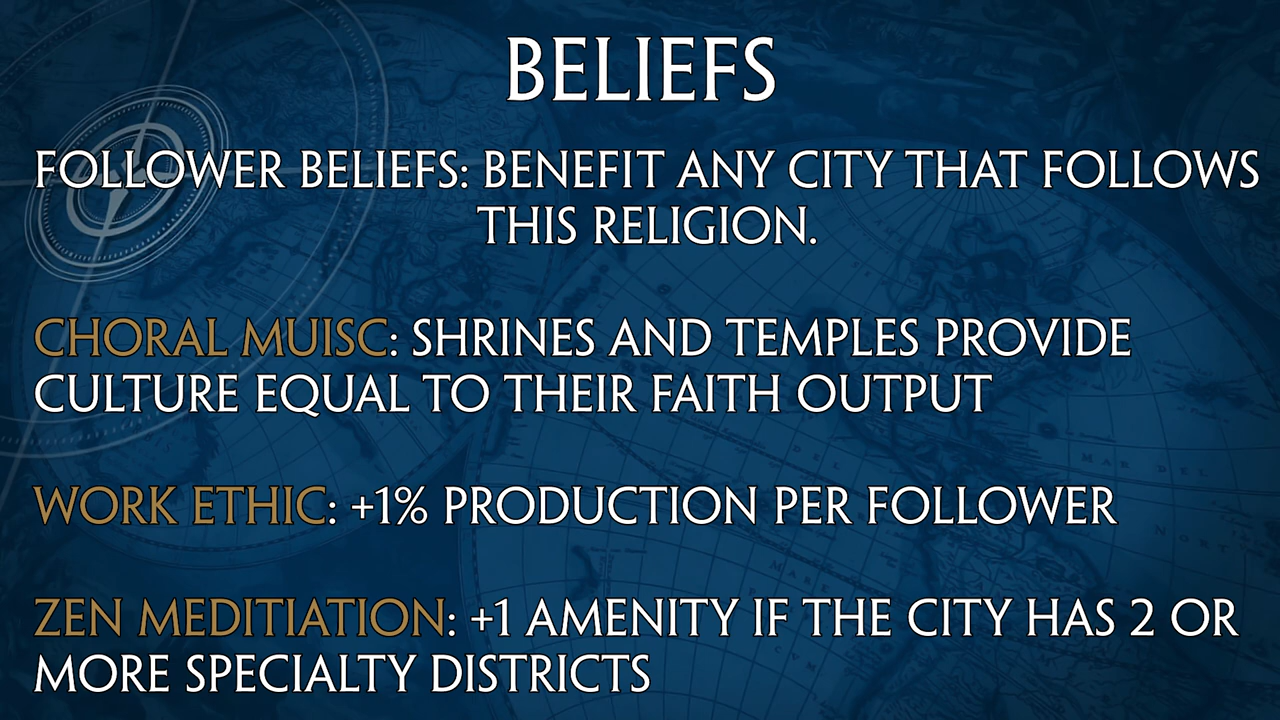 BELIEFS
FOLLOWER BELIEFS: BENEFIT ANY CITY THAT FOLLOWS
THIS RELIGION.
CHORAL MUISC: SHRINES AND TEMPLES PROVIDE
CULTURE EQUAL TO THEIR FAITH OUTPUT
WORK ETHIC: +1% PRODUCTION PER FOLLOWER
ZEN MEDITIATION: +1 AMENITY IF THE CITY HAS 2 OR
MORE SPECIALTY DISTRICTS